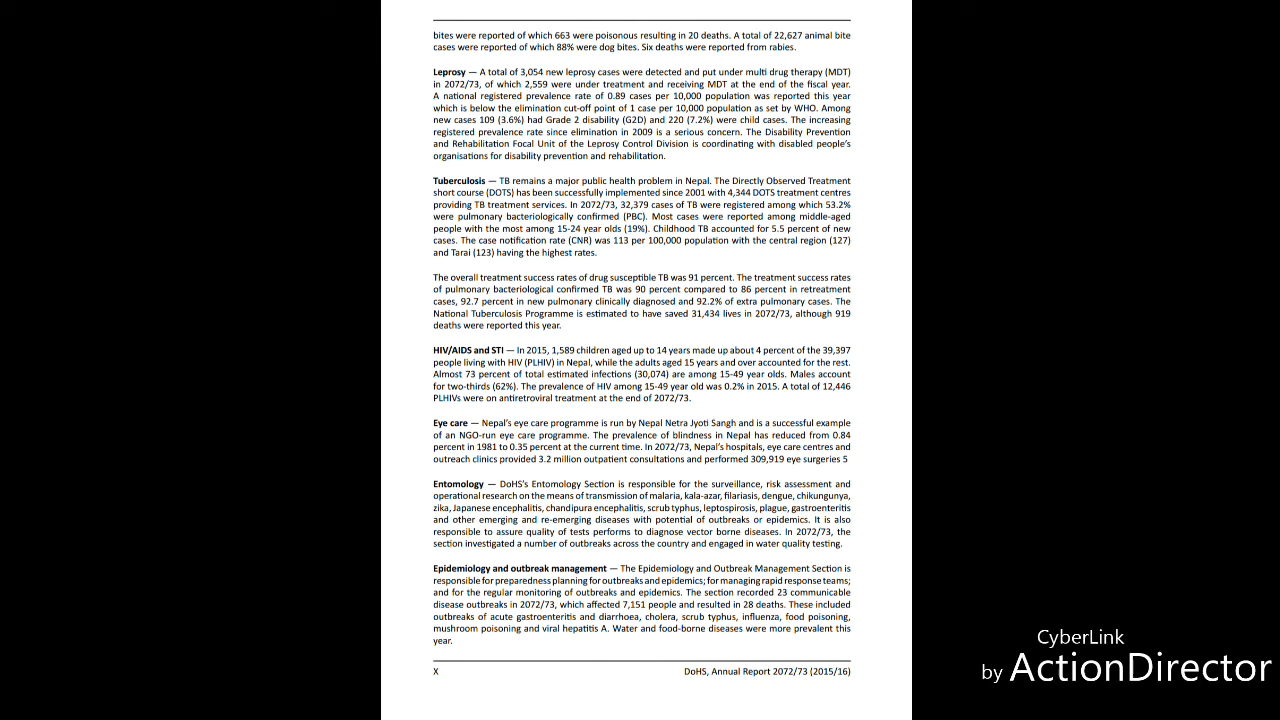 bites were reported of which 663 were poisonous resulting in 20 deaths. A total of 22,627 animal bite
cases were reported of which 88% were dog bites. Six deaths were reported from rabies.
Leprosy — A total of 3,054 new leprosy cases were detected and put under multi drug therapy (MDT)
in 2072/73, of which 2,559 were under treatment and receiving MDT at the end of the fiscal year.
A national registered prevalence rate of 0.89 cases per 10,000 population was reported this year
which is below the elimination cut-off point of 1 case per 10,000 population as set by WHO. Among
new cases 109 (3.6%) had Grade 2 disability (G2D) and 220 (7.2%) were child cases. The increasing
registered prevalence rate since elimination in 2009 is a serious concern. The Disability Prevention
and Rehabilitation Focal Unit of the Leprosy Control Division is coordinating with disabled people's
organisations for disability prevention and rehabilitation.
Tuberculosis — TB remains a major public health problem in Nepal. The Directly Observed Treatment
short course (DOTS) has been successfully implemented since 2001 with 4,344 DOTS treatment centres
providing TB treatment services. In 2072/73, 32,379 cases of TB were registered among which 53.2%
were pulmonary bacteriologically confirmed (PBC). Most cases were reported among middle-aged
people with the most among 15-24 year olds (19%). Childhood TB accounted for 5.5 percent of new
cases. The case notification rate (CNR) was 113 per 100,000 population with the central region (127)
and Tarai (123) having the highest rates.
The overall treatment success rates of drug susceptible TB was 91 percent. The treatment success rates
of pulmonary bacteriological confirmed TB was 90 percent compared to 86 percent in retreatment
cases, 92.7 percent in new pulmonary clinically diagnosed and 92.2% of extra pulmonary cases. The
National Tuberculosis Programme is estimated to have saved 31,434 lives in 2072/73, although 919
deaths were reported this year.
HIV/AIDS and STI — In 2015, 1,589 children aged up to 14 years made up about 4 percent of the 39,397
people living with HIV (PLHIV) in Nepal, while the adults aged 15 years and over accounted for the rest.
Almost 73 percent of total estimated infections (30,074) are among 15-49 year olds. Males account
for two-thirds (62%). The prevalence of HIV among 15-49 year old was 0.2% in 2015. A total of 12,446
PLHIVs were on antiretroviral treatment at the end of 2072/73.
Eye care — Nepal's eye care programme is run by Nepal Netra Jyoti Sangh and is a successful example
of an NGO-run eye care programme. The prevalence of blindness in Nepal has reduced from 0.84
percent in 1981 to 0.35 percent at the current time. In 2072/73, Nepal's hospitals, eye care centres and
outreach clinics provided 3.2 million outpatient consultations and performed 309,919 eye surgeries 5
Entomology — DoHS's Entomology Section is responsible for the surveillance, risk assessment and
operational research on the means of transmission of malaria, kala-azar, filariasis, dengue, chikungunya,
zika, Japanese encephalitis, chandipura encephalitis, scrub typhus, leptospirosis, plague, gastroenteritis
and other emerging and re-emerging diseases with potential of outbreaks or epidemics. It is also
responsible to assure quality of tests performs to diagnose vector borne diseases. In 2072/73, the
section investigated a number of outbreaks across the country and engaged in water quality testing.
Epidemiology and outbreak management — The Epidemiology and Outbreak Management Section is
responsible for preparedness planning for outbreaks and epidemics; for managing rapid response teams;
and for the regular monitoring of outbreaks and epidemics. The section recorded 23 communicable
disease outbreaks in 2072/73, which affected 7,151 people and resulted in 28 deaths. These included
outbreaks of acute gastroenteritis and diarrhoea, cholera, scrub typhus, influenza, food poisoning,
mushroom poisoning and viral hepatitis A. Water and food-borne diseases were more prevalent this
year.
X DoHS, Annual Report 2072/73 (2015/16)
CyberLink
by ActionDirector